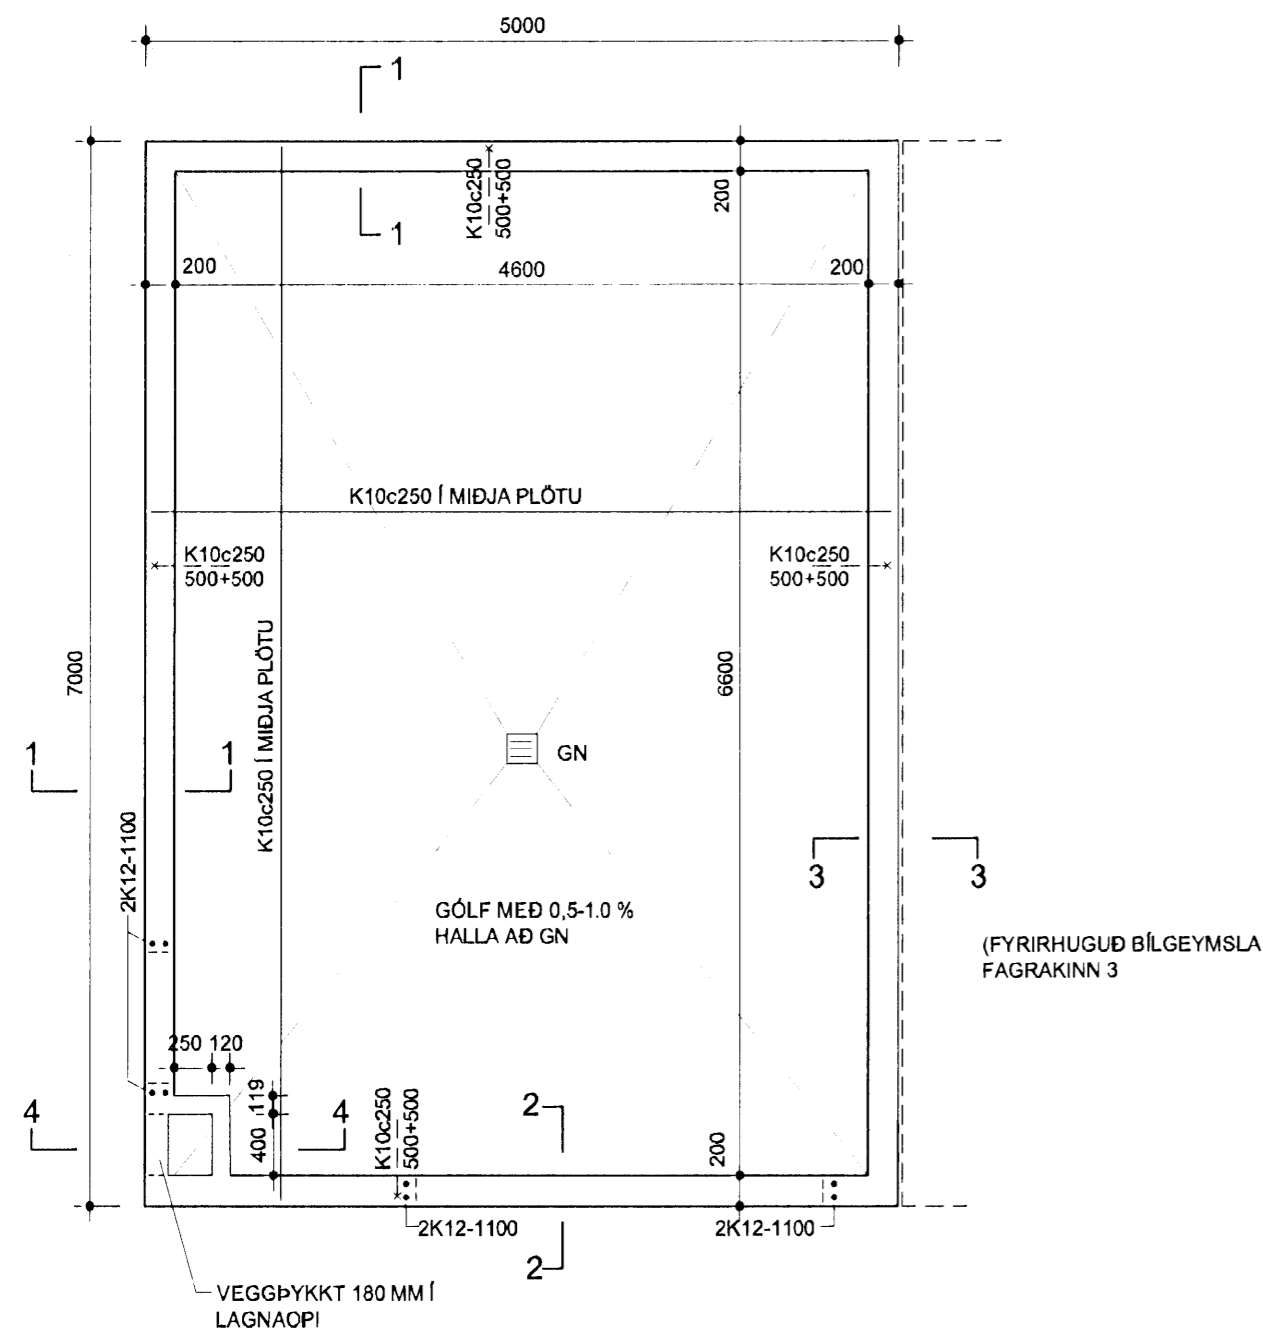 5000
1
K10c250
500+500
200
1
200
4600
200
K10c250 Í MIÐJA PLÖTU
K10c250
500+500
K10c250
500+500
7000
K10c250 Í MIÐJA PLÖTU
6600
1
1
GN
2K12-1100
3
3
GÓLF MEÐ 0,5-1.0 %
HALLA AÐ GN
(FYRIRHUGUÐ BÍLGEYMSLA
FAGRAKINN 3
250
120
119
400
4
4
K10c250
500+500
2
200
2K12-1100
2K12-1100
2
VEGGÞYKKT 180 MM Í
LAGNAOPI